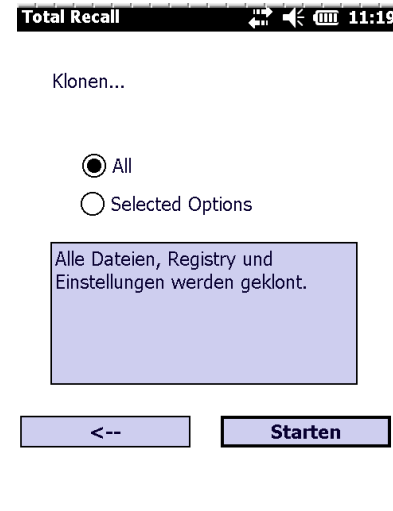 Total Recall 11:19
Klonen...
All
Selected Options
Alle Dateien, Registry und
Einstellungen werden geklont.
<-- Starten